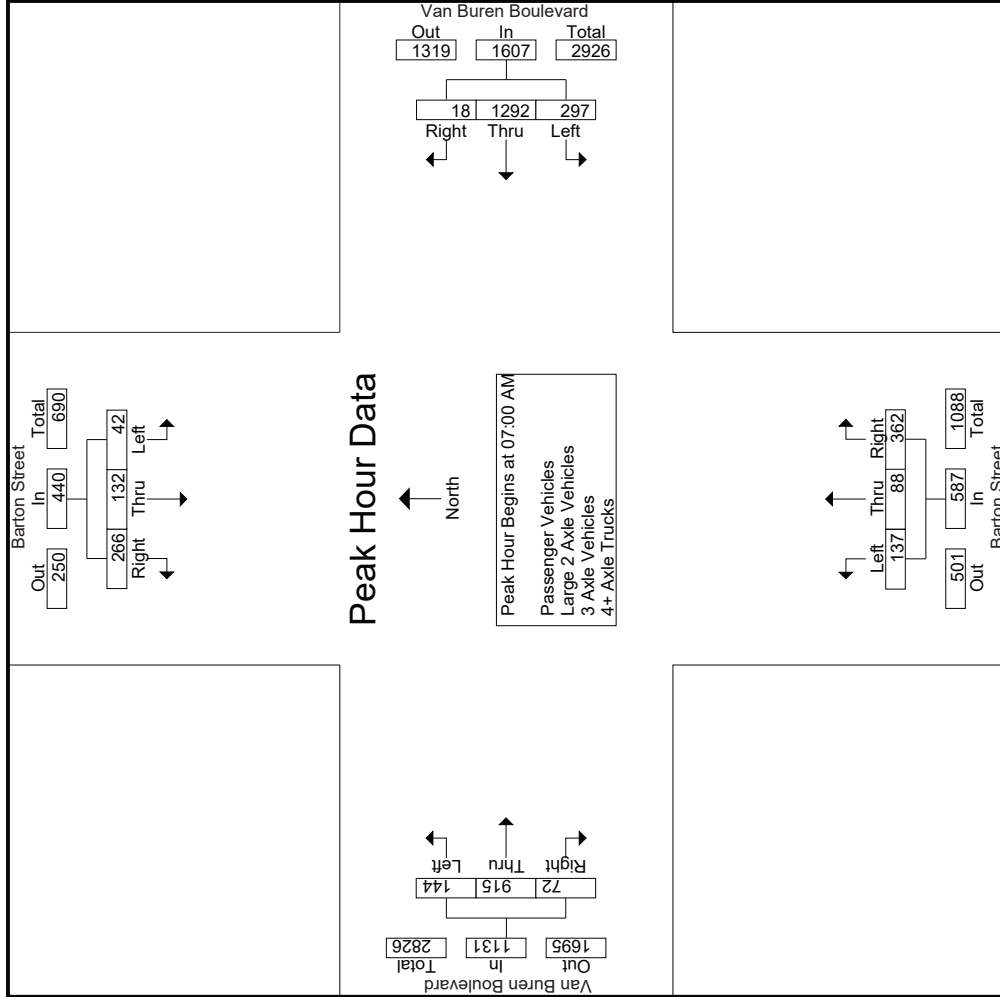 Van Buren Boulevard
Out In Total
1319 1607 2926
18 1292 297
Right Thru Left
Barton Street
Out In Total
250 440 690
266 132 42
Right Thru Left
Peak Hour Data
North
Peak Hour Begins at 07:00 AM
Passenger Vehicles
Large 2 Axle Vehicles
3 Axle Vehicles
4+ Axle Trucks
Left Thru Right
137 88 362
501 587 1088
Out In Total
Barton Street
Left Thru Right
144 915 72
2826 1131 1695
Total In Out
Van Buren Boulevard